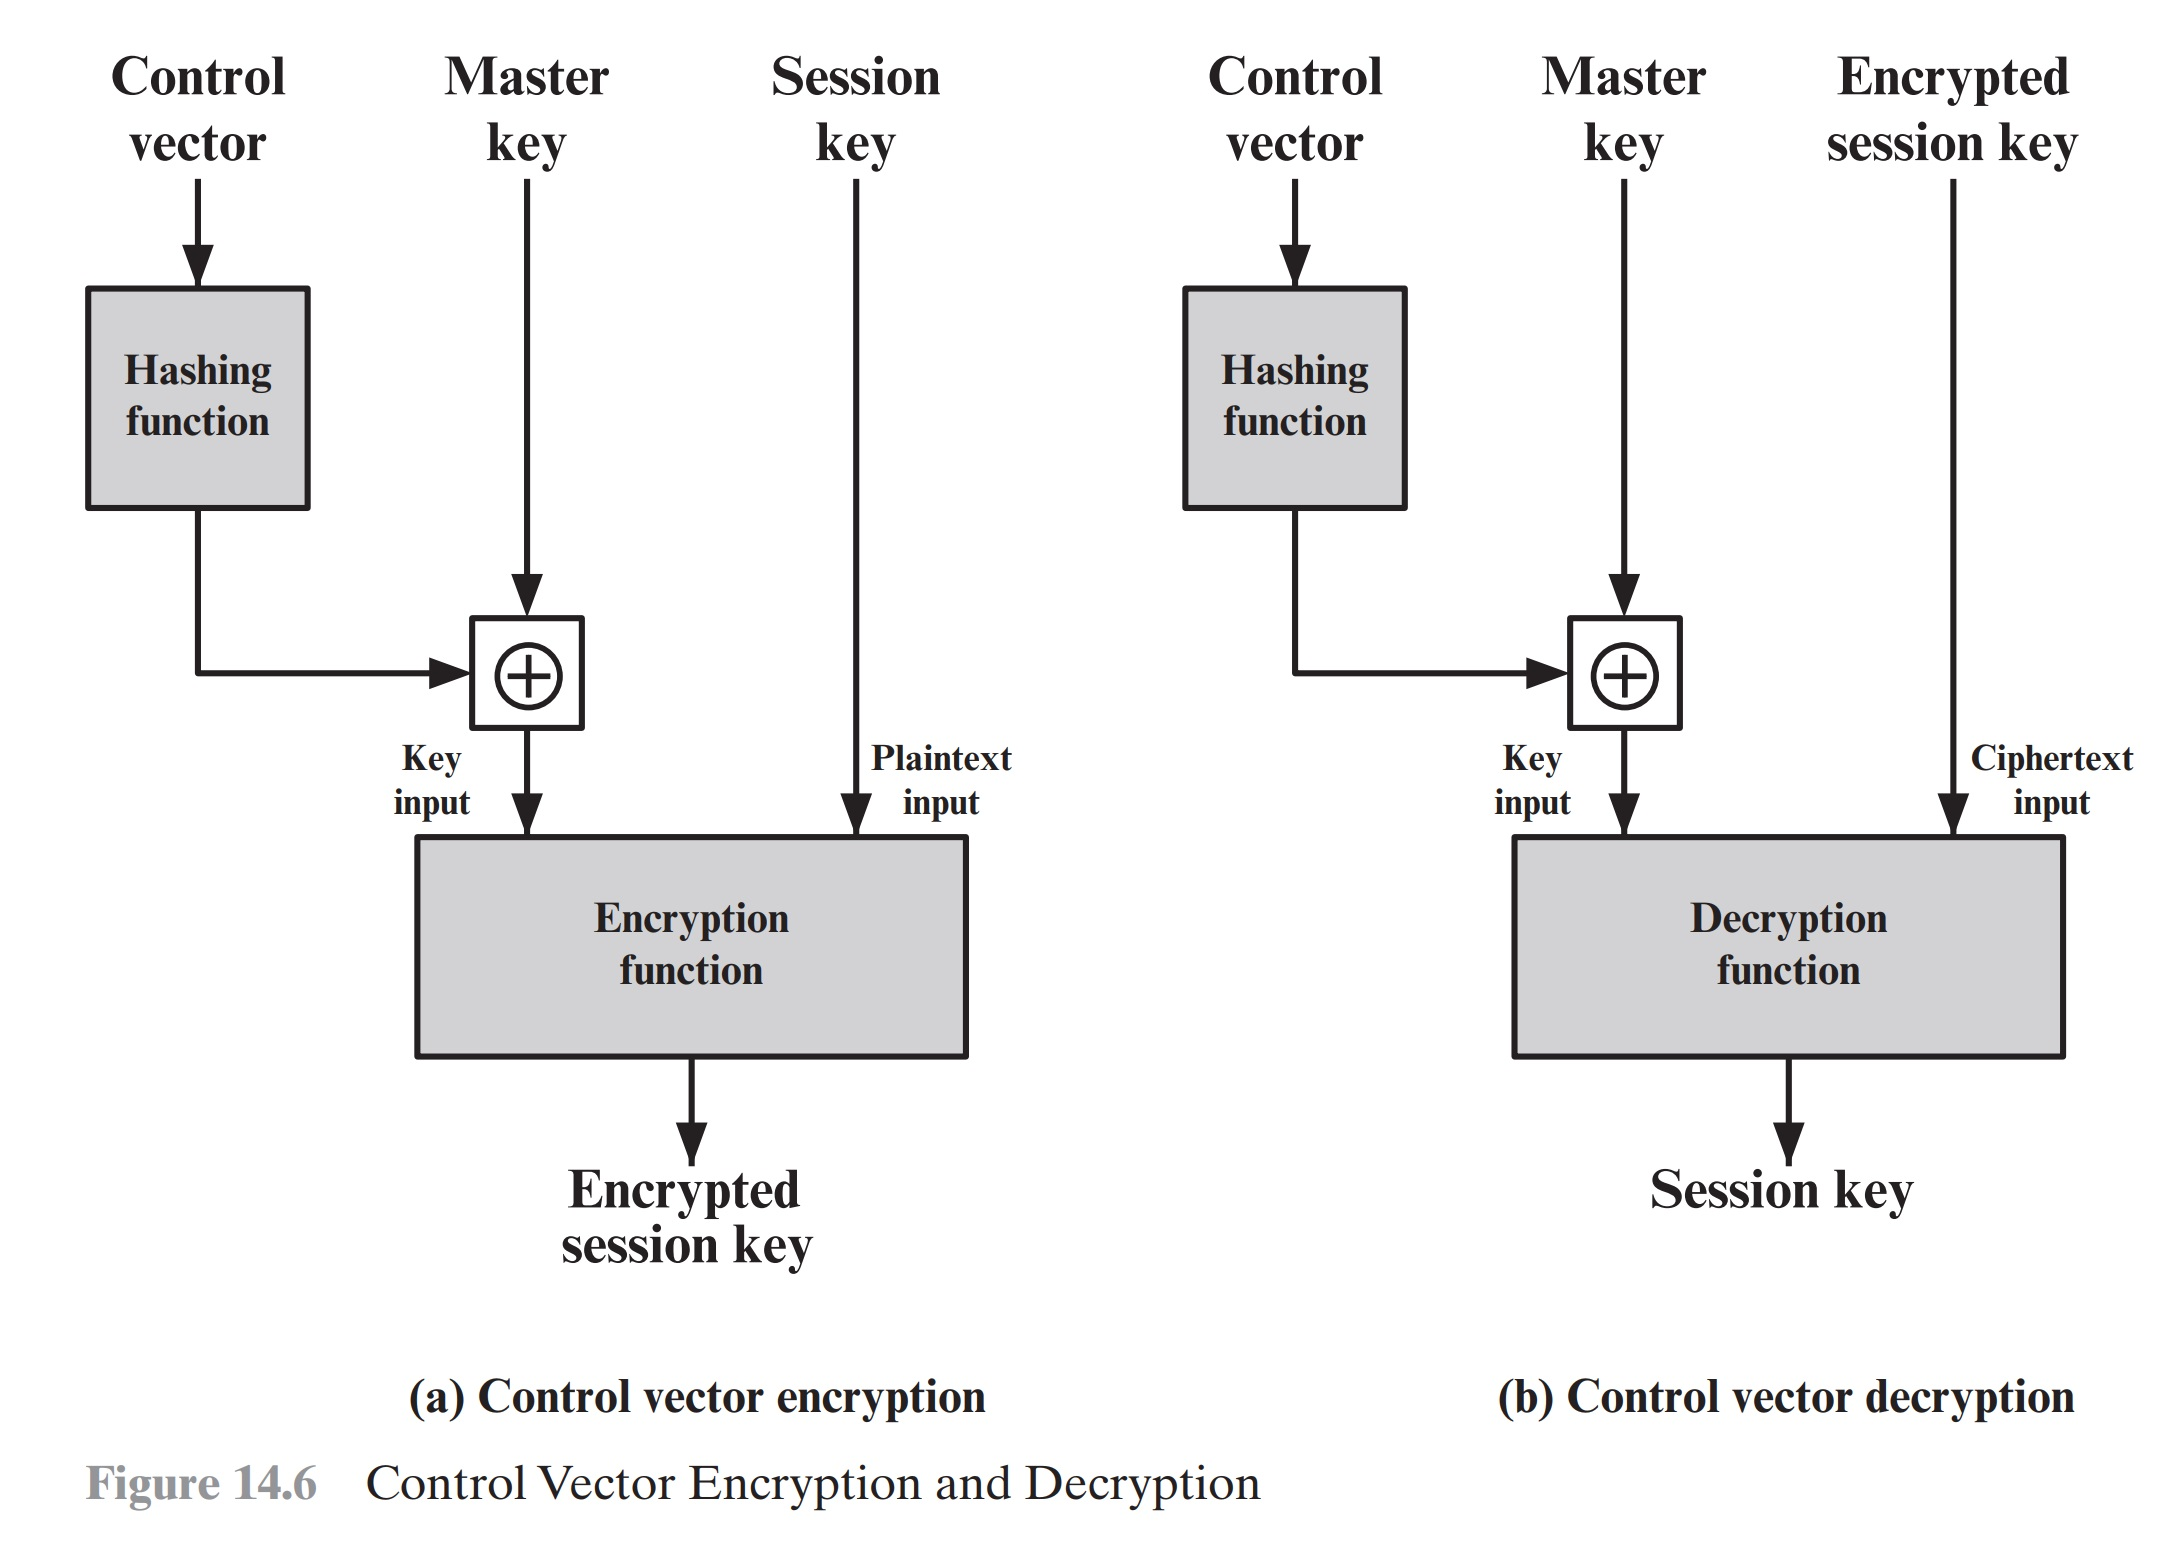 Control
vector
Master
key
Session
key
Hashing
function
Key
input
Plaintext
input
Encryption
function
Encrypted
session key
(a) Control vector encryption
Control
vector
Master
key
Encrypted
session key
Hashing
function
Key
input
Ciphertext
input
Decryption
function
Session key
(b) Control vector decryption
Figure 14.6 Control Vector Encryption and Decryption